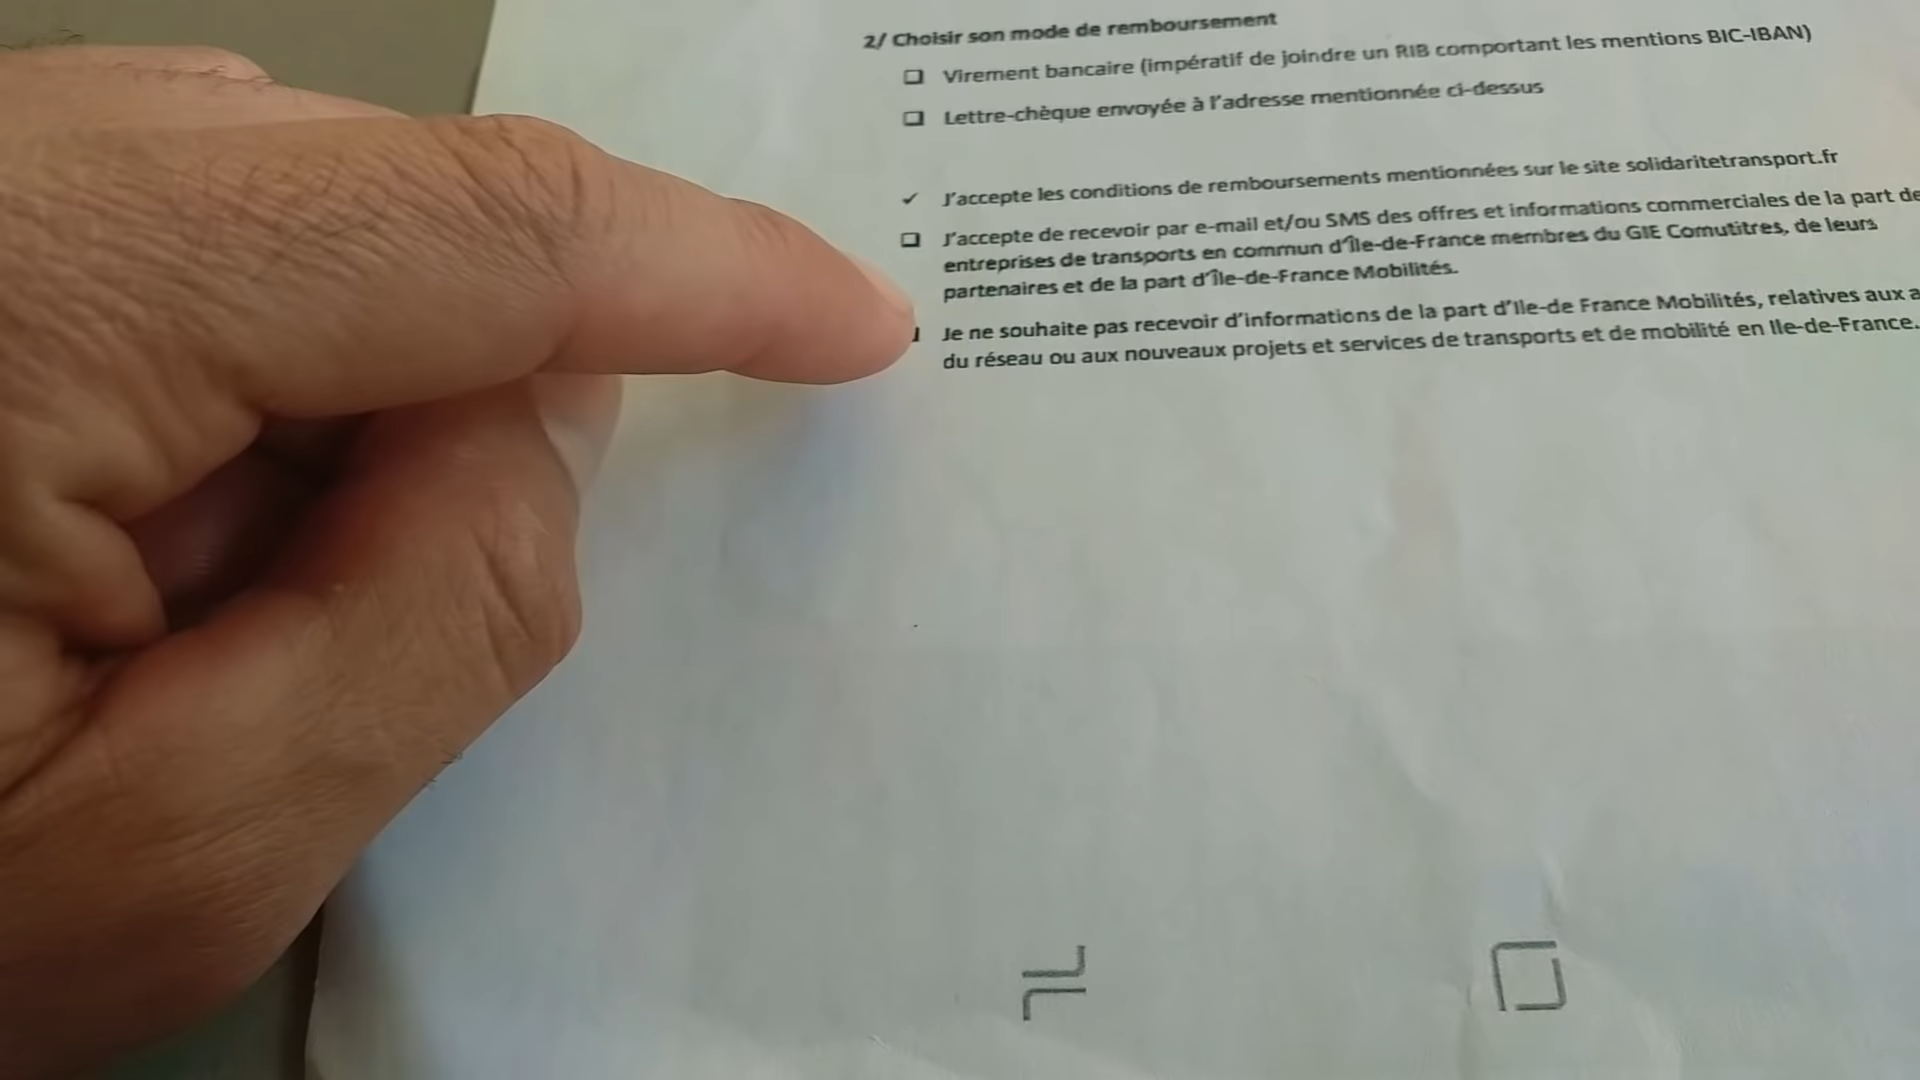 2/ Choisir son mode de remboursement
Virement bancaire (impératif de joindre un RIB comportant les mentions BIC-IBAN)
Lettre-chèque envoyée à l'adresse mentionnée ci-dessus
✓ J'accepte les conditions de remboursements mentionnées sur le site solidaritetransport.fr
J'accepte de recevoir par e-mail et/ou SMS des offres et informations commerciales de la part de
entreprises de transports en commun d'Île-de-France membres du GIE Comutitres, de leurs
partenaires et de la part d'Île-de-France Mobilités.
Je ne souhaite pas recevoir d'informations de la part d'Ile-de France Mobilités, relatives aux
du réseau ou aux nouveaux projets et services de transports et de mobilité en Ile-de-France.